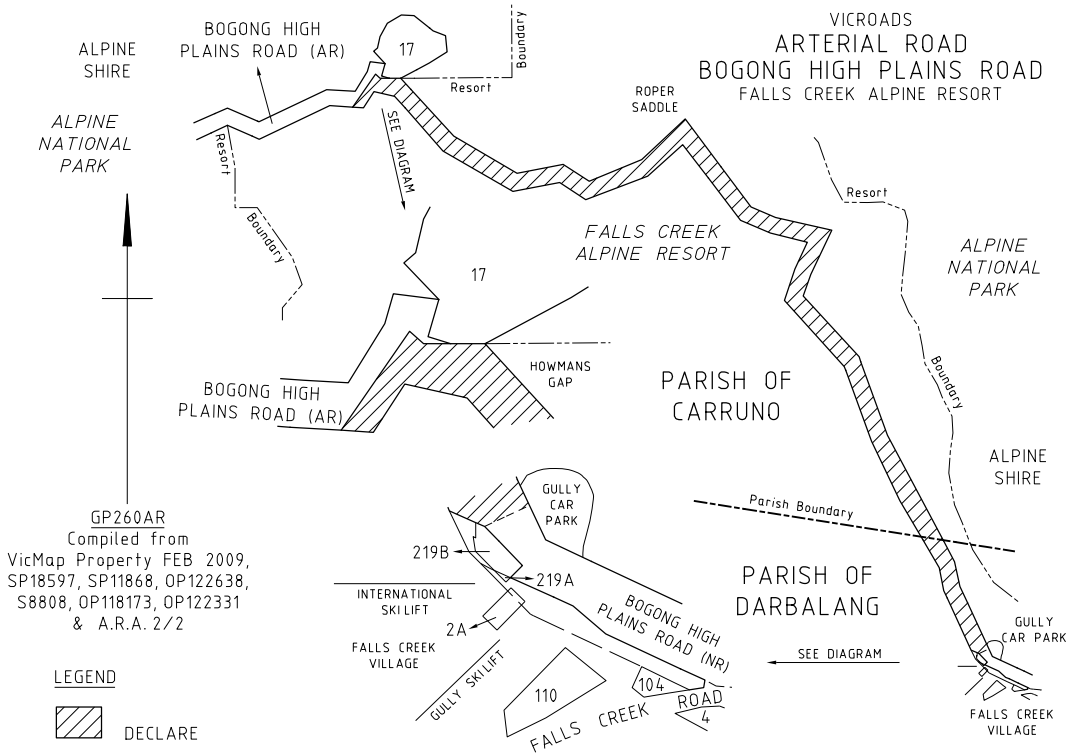 VICROADS
ARTERIAL ROAD
BOGONG HIGH PLAINS ROAD
FALLS CREEK ALPINE RESORT
BOGONG HIGH
PLAINS ROAD (AR)
17
Boundary
Resort
ALPINE
SHIRE
ALPINE
NATIONAL
PARK
Resort
Boundary
SEE DIAGRAM
ROPER
SADDLE
Resort
FALLS CREEK
ALPINE RESORT
ALPINE
NATIONAL
PARK
17
HOWMANS
GAP
BOGONG HIGH
PLAINS ROAD (AR)
PARISH OF
CARRUNO
Boundary
ALPINE
SHIRE
Parish Boundary
GP260AR
Compiled from
VicMap Property FEB 2009,
SP18597, SP11868, OP122638,
S8808, OP118173, OP122331
& A.R.A. 2/2
GULLY
CAR
PARK
219B
219A
INTERNATIONAL
SKI LIFT
2A
FALLS CREEK
VILLAGE
GULLY SKI LIFT
BOGONG HIGH
PLAINS ROAD (NR)
110
104
FALLS CREEK ROAD
4
PARISH OF
DARBALANG
SEE DIAGRAM
GULLY
CAR PARK
FALLS CREEK
VILLAGE
LEGEND
DECLARE